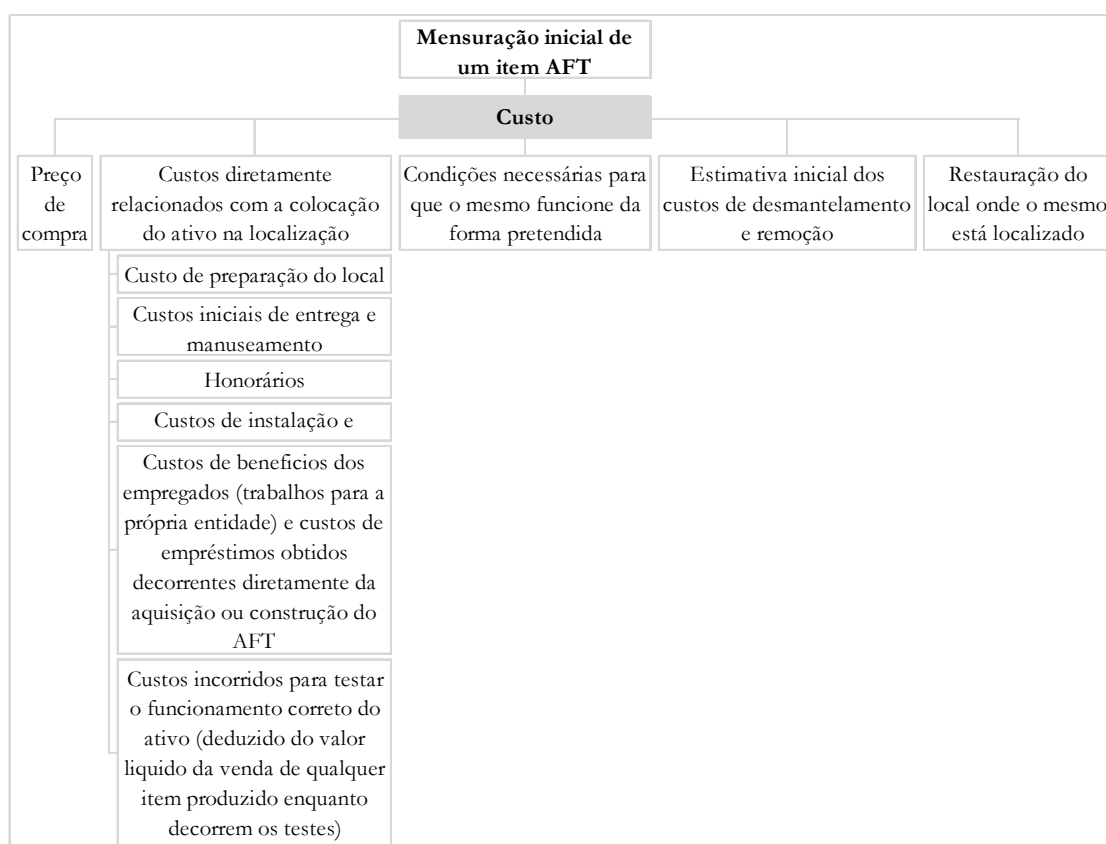 Mensuração inicial de
um item AFT
Custo
Preço
de
compra
Custos diretamente
relacionados com a colocação
do ativo na localização
Condições necessárias para
que o mesmo funcione da
forma pretendida
Estimativa inicial dos
custos de desmantelamento
e remoção
Restauração do
local onde o mesmo
está localizado
Custo de preparação do local
Custos iniciais de entrega e
manuseamento
Honorários
Custos de instalação e
Custos de beneficios dos
empregados (trabalhos para a
própria entidade) e custos de
empréstimos obtidos
decorrentes diretamente da
aquisição ou construção do
AFT
Custos incorridos para testar
o funcionamento correto do
ativo (deduzido do valor
liquido da venda de qualquer
item produzido enquanto
decorrem os testes)